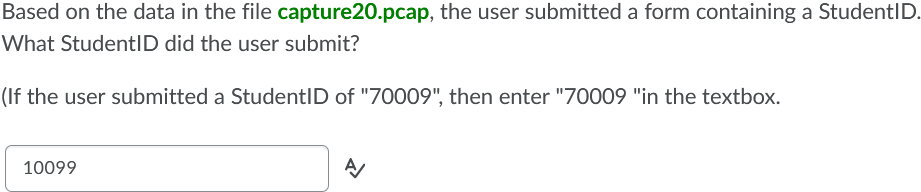 Based on the data in the file capture20.pcap, the user submitted a form containing a StudentID.
What StudentID did the user submit?
(If the user submitted a StudentID of "70009", then enter "70009 "in the textbox.
10099